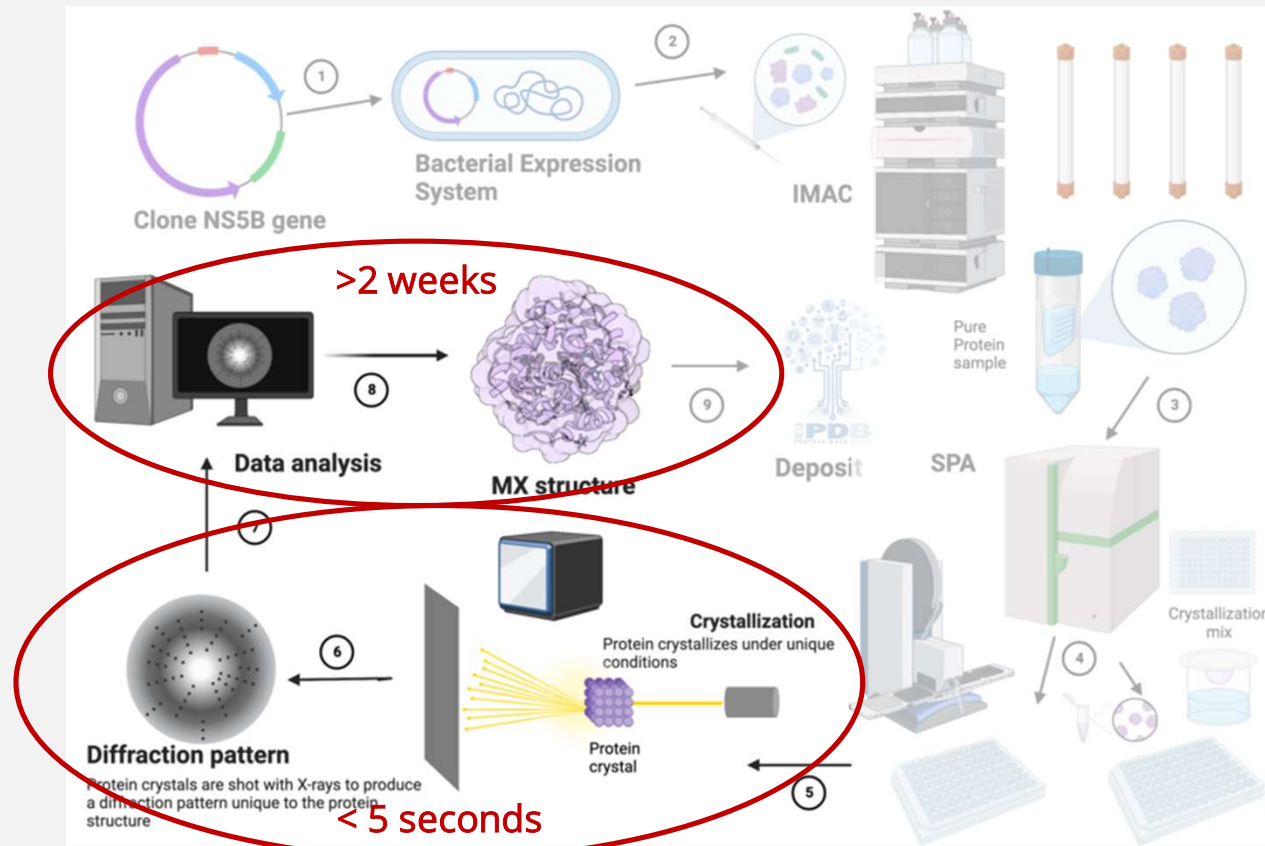 1
2
Bacterial Expression
System
IMAC
Clone NS5B gene
>2 weeks
Pure
Protein
sample
8
9
3
PDB
Data analysis
MX structure
Deposit
SPA
7
Crystallization
mix
Crystallization
Protein crystallizes under unique
conditions
6
4
Diffraction pattern
Protein crystals are shot with X-rays to produce
a diffraction pattern unique to the protein
structure
Protein
crystal
5
< 5 seconds